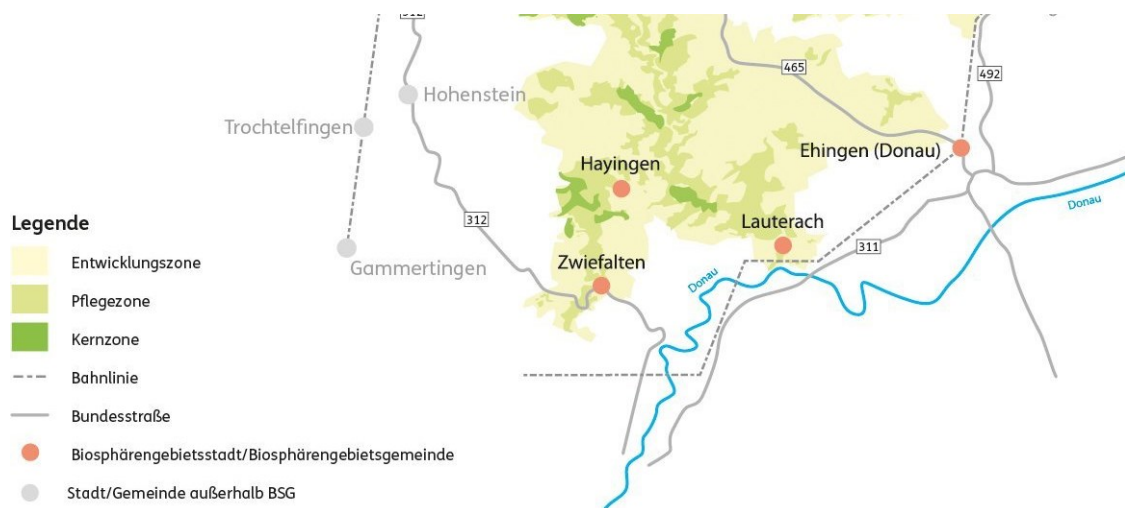 312
465
492
Hohenstein
Trochtelfingen
Ehingen (Donau)
Hayingen
Donau
312
Lauterach
311
Legende
Gammertingen
Zwiefalten
Donau
Entwicklungszone
Pflegezone
Kernzone
Bahnlinie
Bundesstraße
Biosphärengebietsstadt/Biosphärengebietsgemeinde
Stadt/Gemeinde außerhalb BSG